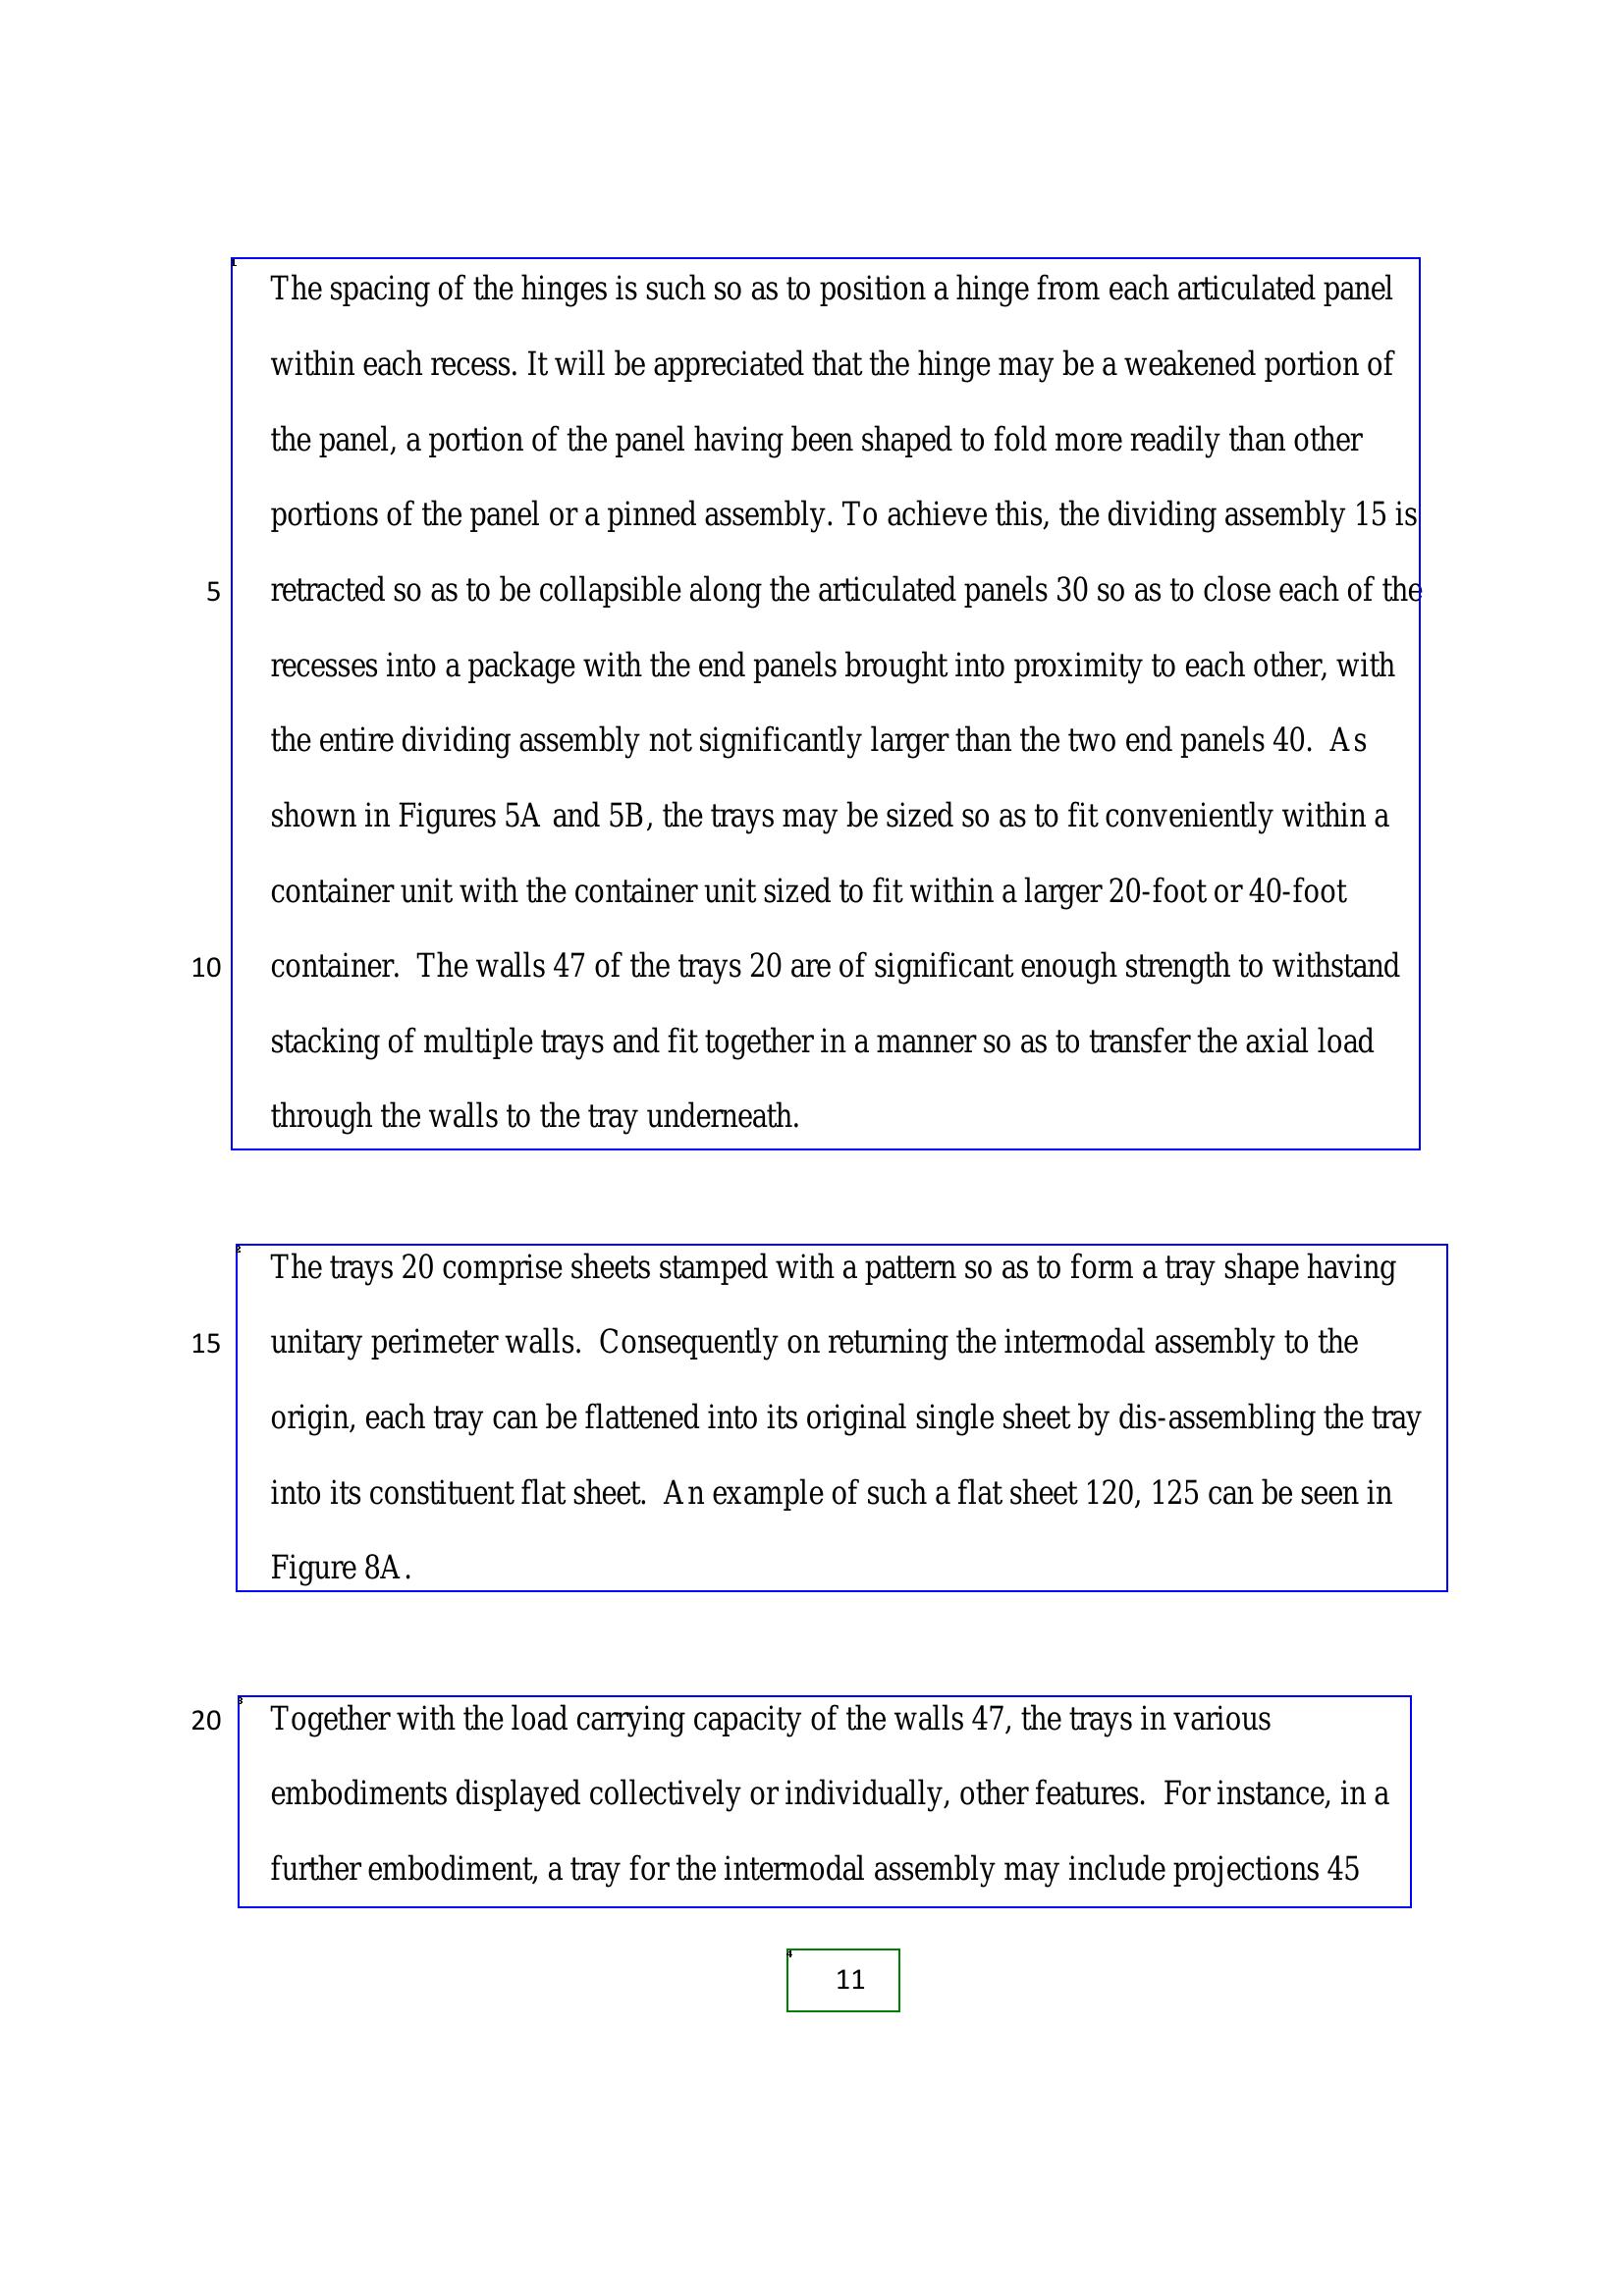 The spacing of the hinges is such so as to position a hinge from each articulated panel
within each recess. It will be appreciated that the hinge may be a weakened portion of
the panel, a portion of the panel having been shaped to fold more readily than other
portions of the panel or a pinned assembly. To achieve this, the dividing assembly 15 is
5 retracted so as to be collapsible along the articulated panels 30 so as to close each of the
recesses into a package with the end panels brought into proximity to each other, with
the entire dividing assembly not significantly larger than the two end panels 40.  As
shown in Figures 5A and 5B, the trays may be sized so as to fit conveniently within a
container unit with the container unit sized to fit within a larger 20-foot or 40-foot
10 container.  The walls 47 of the trays 20 are of significant enough strength to withstand
stacking of multiple trays and fit together in a manner so as to transfer the axial load
through the walls to the tray underneath.
The trays 20 comprise sheets stamped with a pattern so as to form a tray shape having
15 unitary perimeter walls.  Consequently on returning the intermodal assembly to the
origin, each tray can be flattened into its original single sheet by dis-assembling the tray
into its constituent flat sheet.  An example of such a flat sheet 120, 125 can be seen in
Figure 8A.
20 Together with the load carrying capacity of the walls 47, the trays in various
embodiments displayed collectively or individually, other features.  For instance, in a
further embodiment, a tray for the intermodal assembly may include projections 45
11